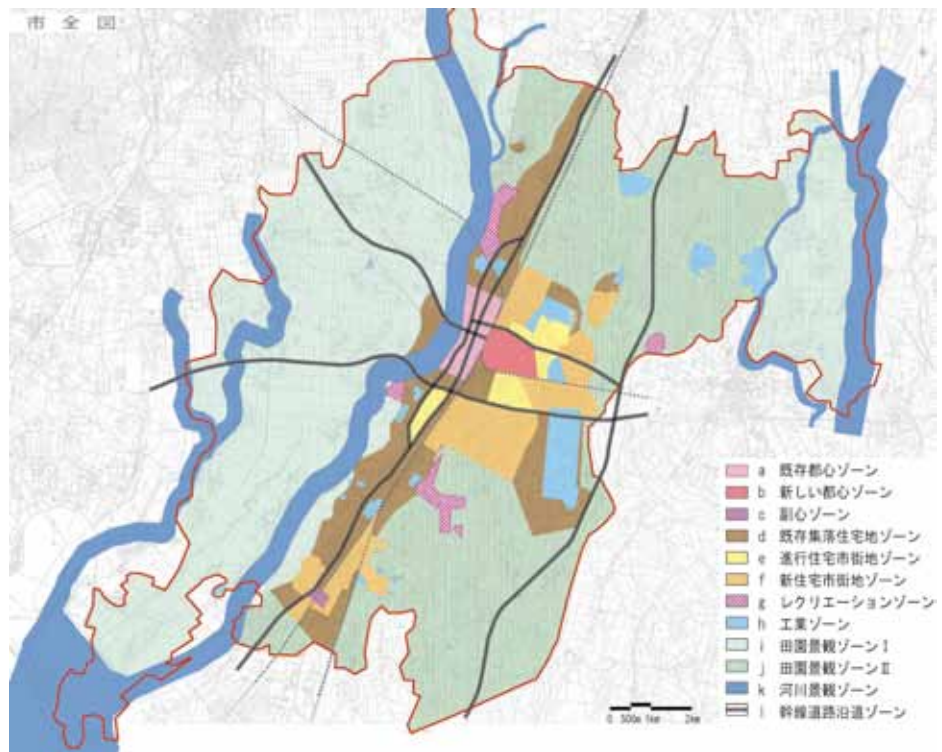 市全図
a 既存都心ゾーン
b 新しい都心ゾーン
c 副心ゾーン
d 既存集落住宅地ゾーン
e 進行住宅市街地ゾーン
f 新住宅市街地ゾーン
g レクリエーションゾーン
h 工業ゾーン
i 田園景観ゾーンⅠ
j 田園景観ゾーンⅡ
k 河川景観ゾーン
l 幹線道路沿道ゾーン
0 500m 1km 2km